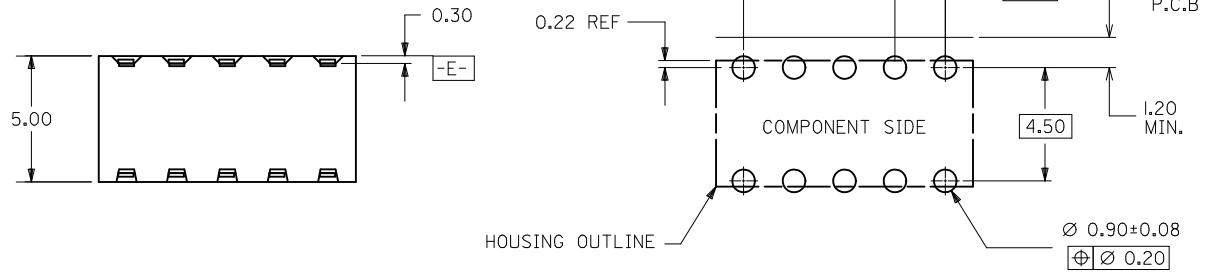 0.30
-E-
5.00
0.22 REF
P.C.B
COMPONENT SIDE
4.50
1.20
MIN.
HOUSING OUTLINE
Ø 0.90±0.08
⌖ Ø 0.20